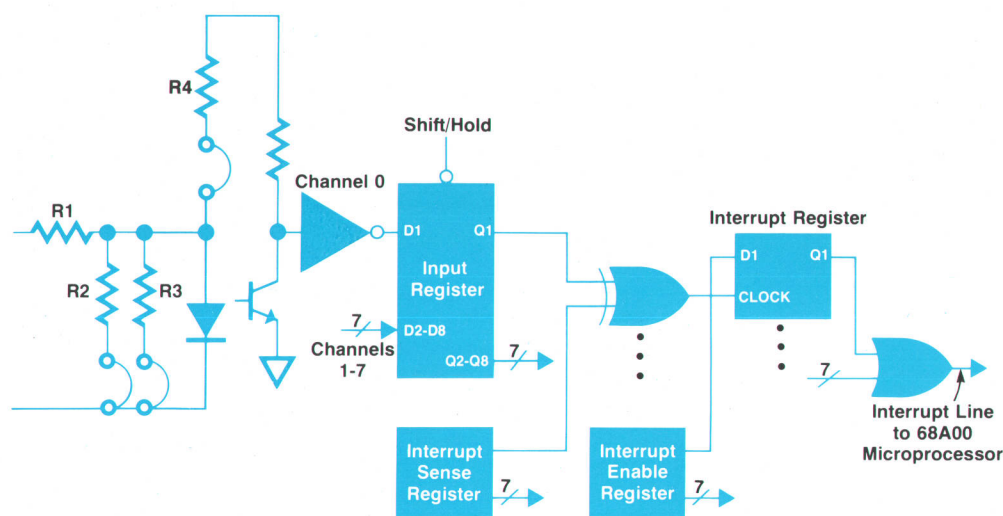 R4
Shift/Hold
Channel 0
R1
D1
Q1
Interrupt Register
D1
Q1
R2
R3
Input
Register
CLOCK
7
D2-D8
Channels
1-7
Q2-Q8
7
7
Interrupt Line
to 68A00
Microprocessor
Interrupt
Sense
Register
7
Interrupt
Enable
Register
7